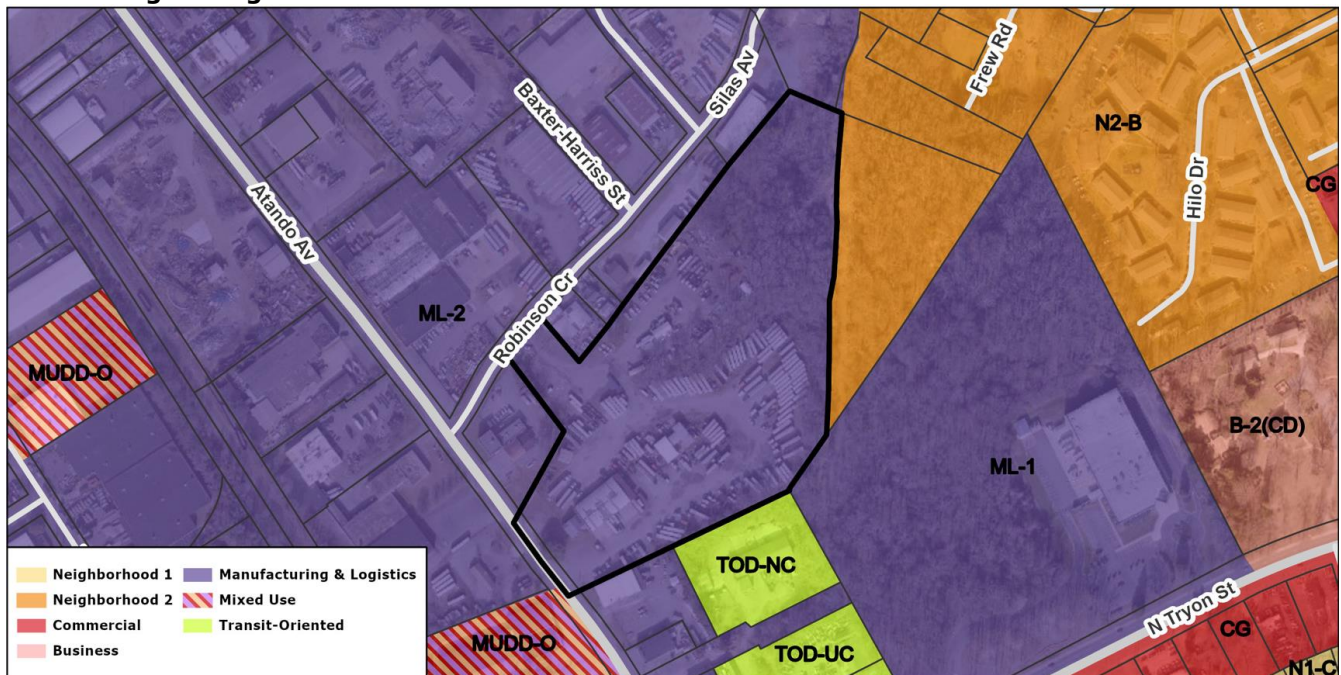 Silas Av
Frew Rd
Baxter-Harriss St
N2-B
CG
Hilo Dr
Atando Av
ML-2
Robinson Cr
MUDD-O
B-2(CD)
ML-1
TOD-NC
N Tryon St
CG
MUDD-O
TOD-UC
N1-C
Neighborhood 1
Neighborhood 2
Commercial
Business
Manufacturing & Logistics
Mixed Use
Transit-Oriented